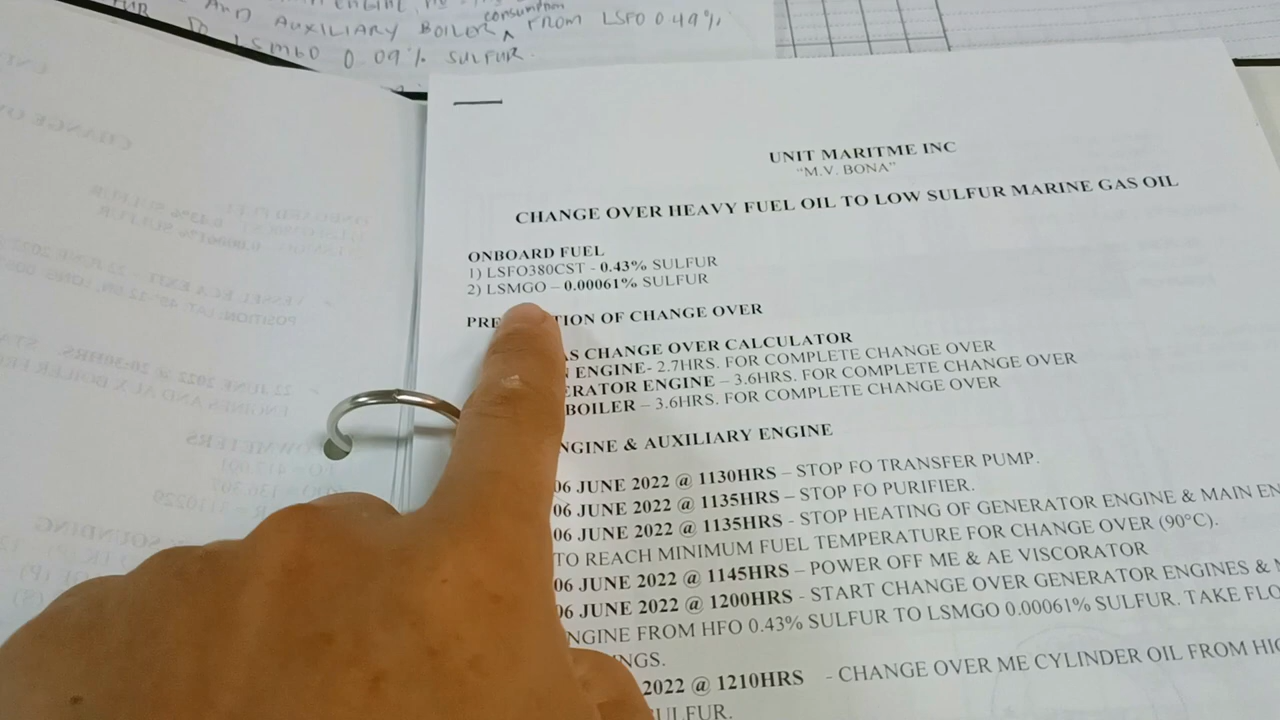 AND AUXILIARY BOILER consumption FROM LSFO 0.49%
TO LSMGO 0.09% SULFUR.
UNIT MARITME INC
"M.V. BONA"
CHANGE OVER HEAVY FUEL OIL TO LOW SULFUR MARINE GAS OIL
ONBOARD FUEL
1) LSFO380CST - 0.43% SULFUR
2) LSMGO – 0.00061% SULFUR
PRE TION OF CHANGE OVER
AS CHANGE OVER CALCULATOR
ENGINE- 2.7HRS. FOR COMPLETE CHANGE OVER
ERATOR ENGINE – 3.6HRS. FOR COMPLETE CHANGE OVER
BOILER – 3.6HRS. FOR COMPLETE CHANGE OVER
NGINE & AUXILIARY ENGINE
06 JUNE 2022 @ 1130HRS – STOP FO TRANSFER PUMP.
06 JUNE 2022 @ 1135HRS – STOP FO PURIFIER.
06 JUNE 2022 @ 1135HRS - STOP HEATING OF GENERATOR ENGINE & MAIN EN
TO REACH MINIMUM FUEL TEMPERATURE FOR CHANGE OVER (90°C).
06 JUNE 2022 @ 1145HRS – POWER OFF ME & AE VISCORATOR
06 JUNE 2022 @ 1200HRS - START CHANGE OVER GENERATOR ENGINES & M
NGINE FROM HFO 0.43% SULFUR TO LSMGO 0.00061% SULFUR. TAKE FLO
NGS.
2022 @ 1210HRS - CHANGE OVER ME CYLINDER OIL FROM HIG
ULFUR.